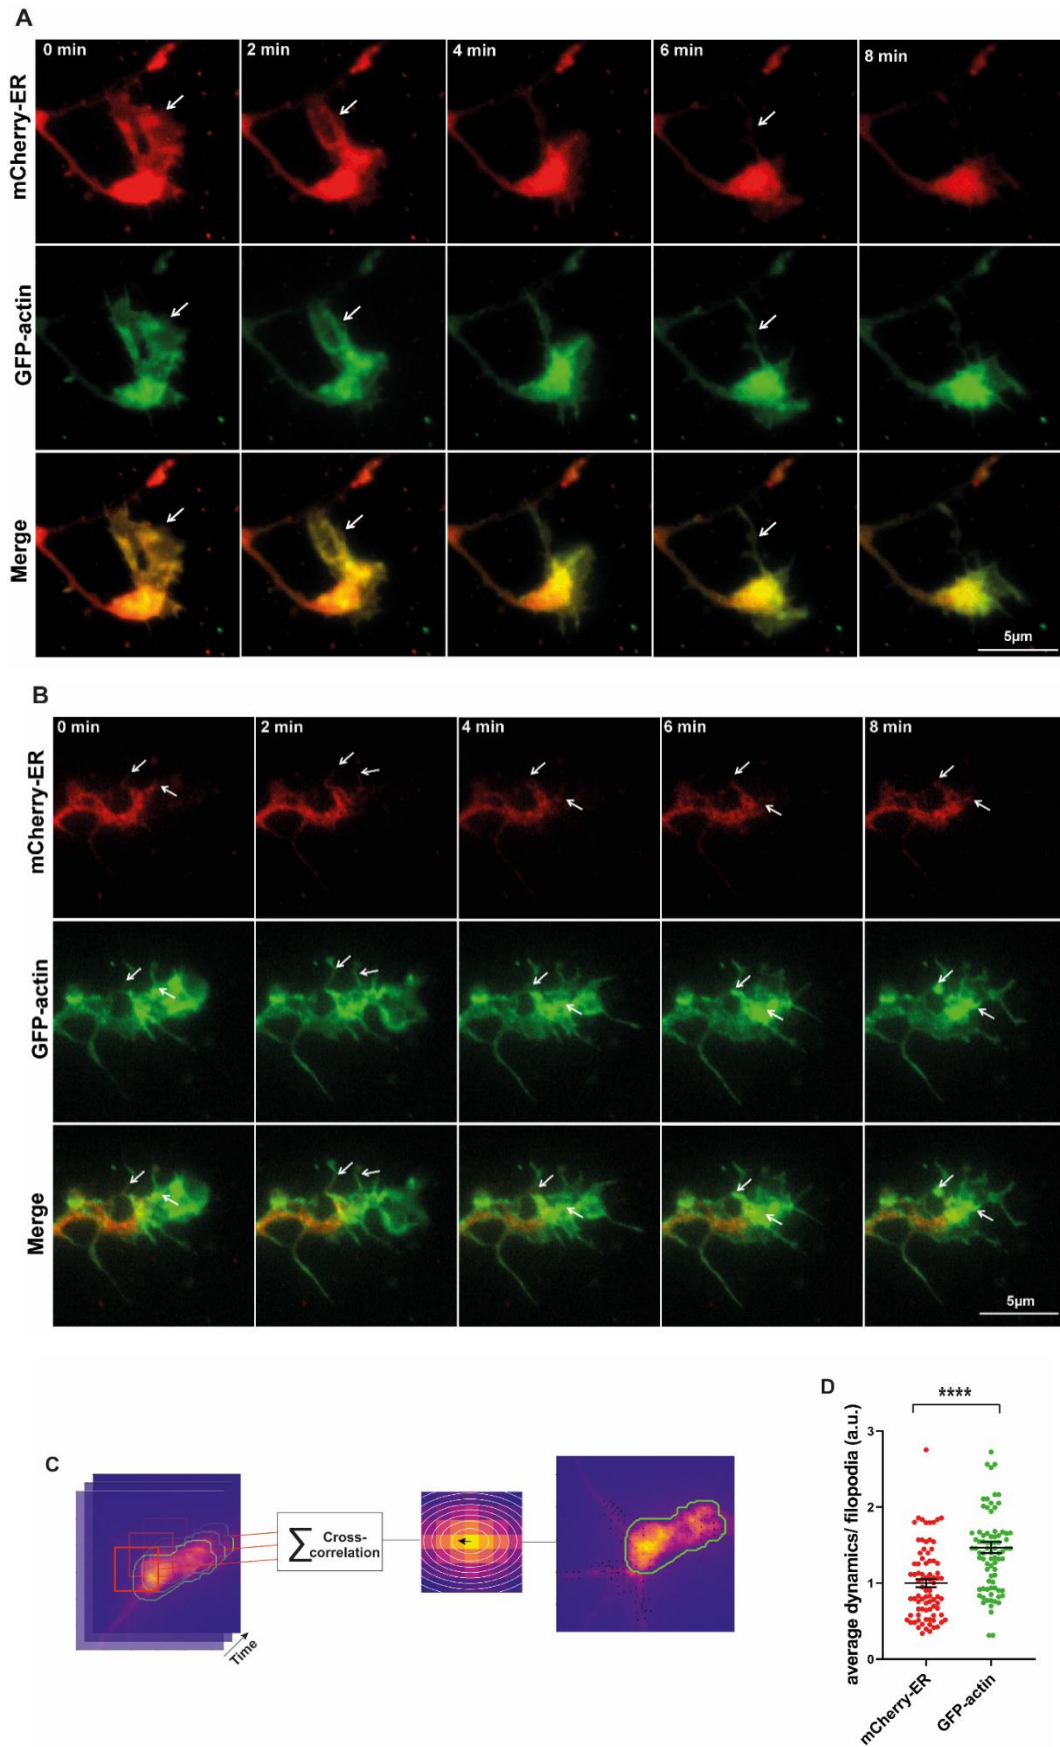 A
0 min
2 min
4 min
6 min
8 min
mCherry-ER
GFP-actin
Merge
5µm
B
0 min
2 min
4 min
6 min
8 min
mCherry-ER
GFP-actin
Merge
5µm
C
Time
∑ Cross-
correlation
D
****
average dynamics/ filopodia (a.u.)
3
2
1
0
mCherry-ER
GFP-actin